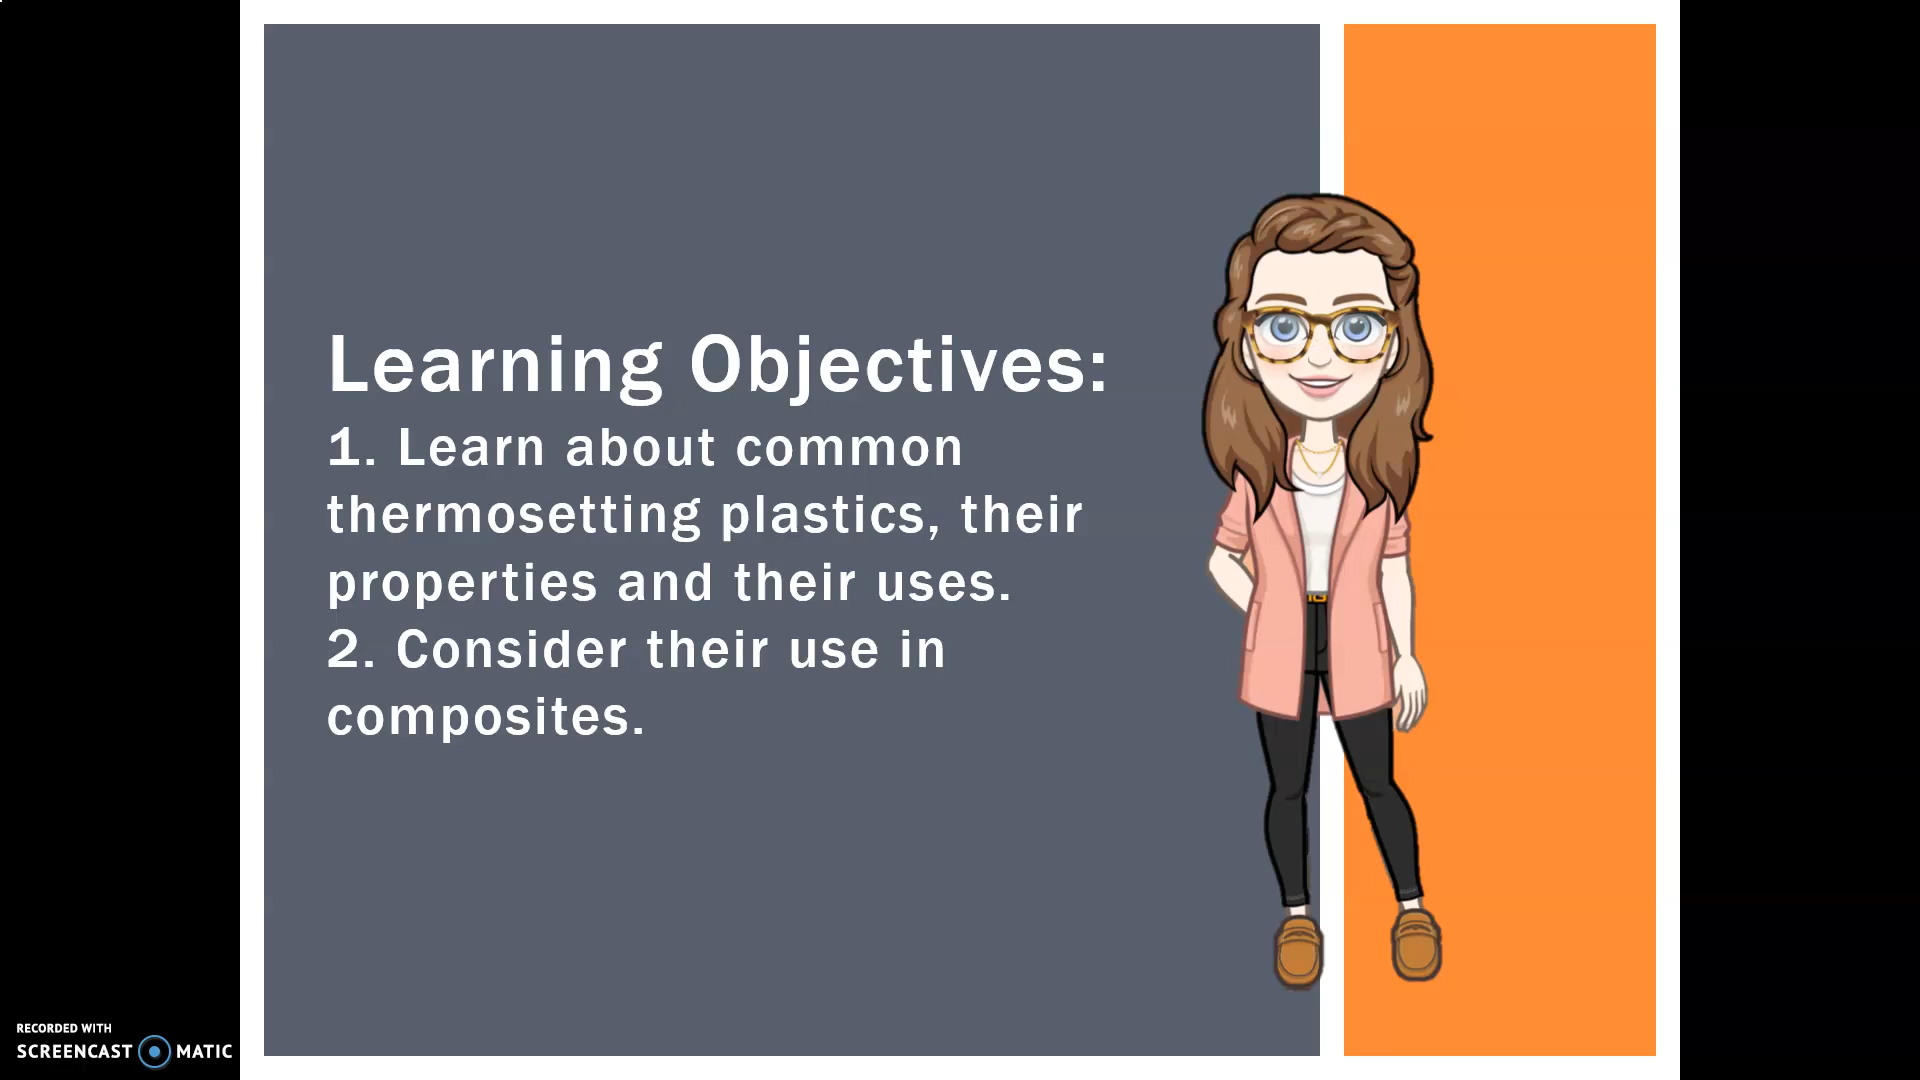 Learning Objectives:
1. Learn about common
thermosetting plastics, their
properties and their uses.
2. Consider their use in
composites.
RECORDED WITH
SCREENCAST MATIC